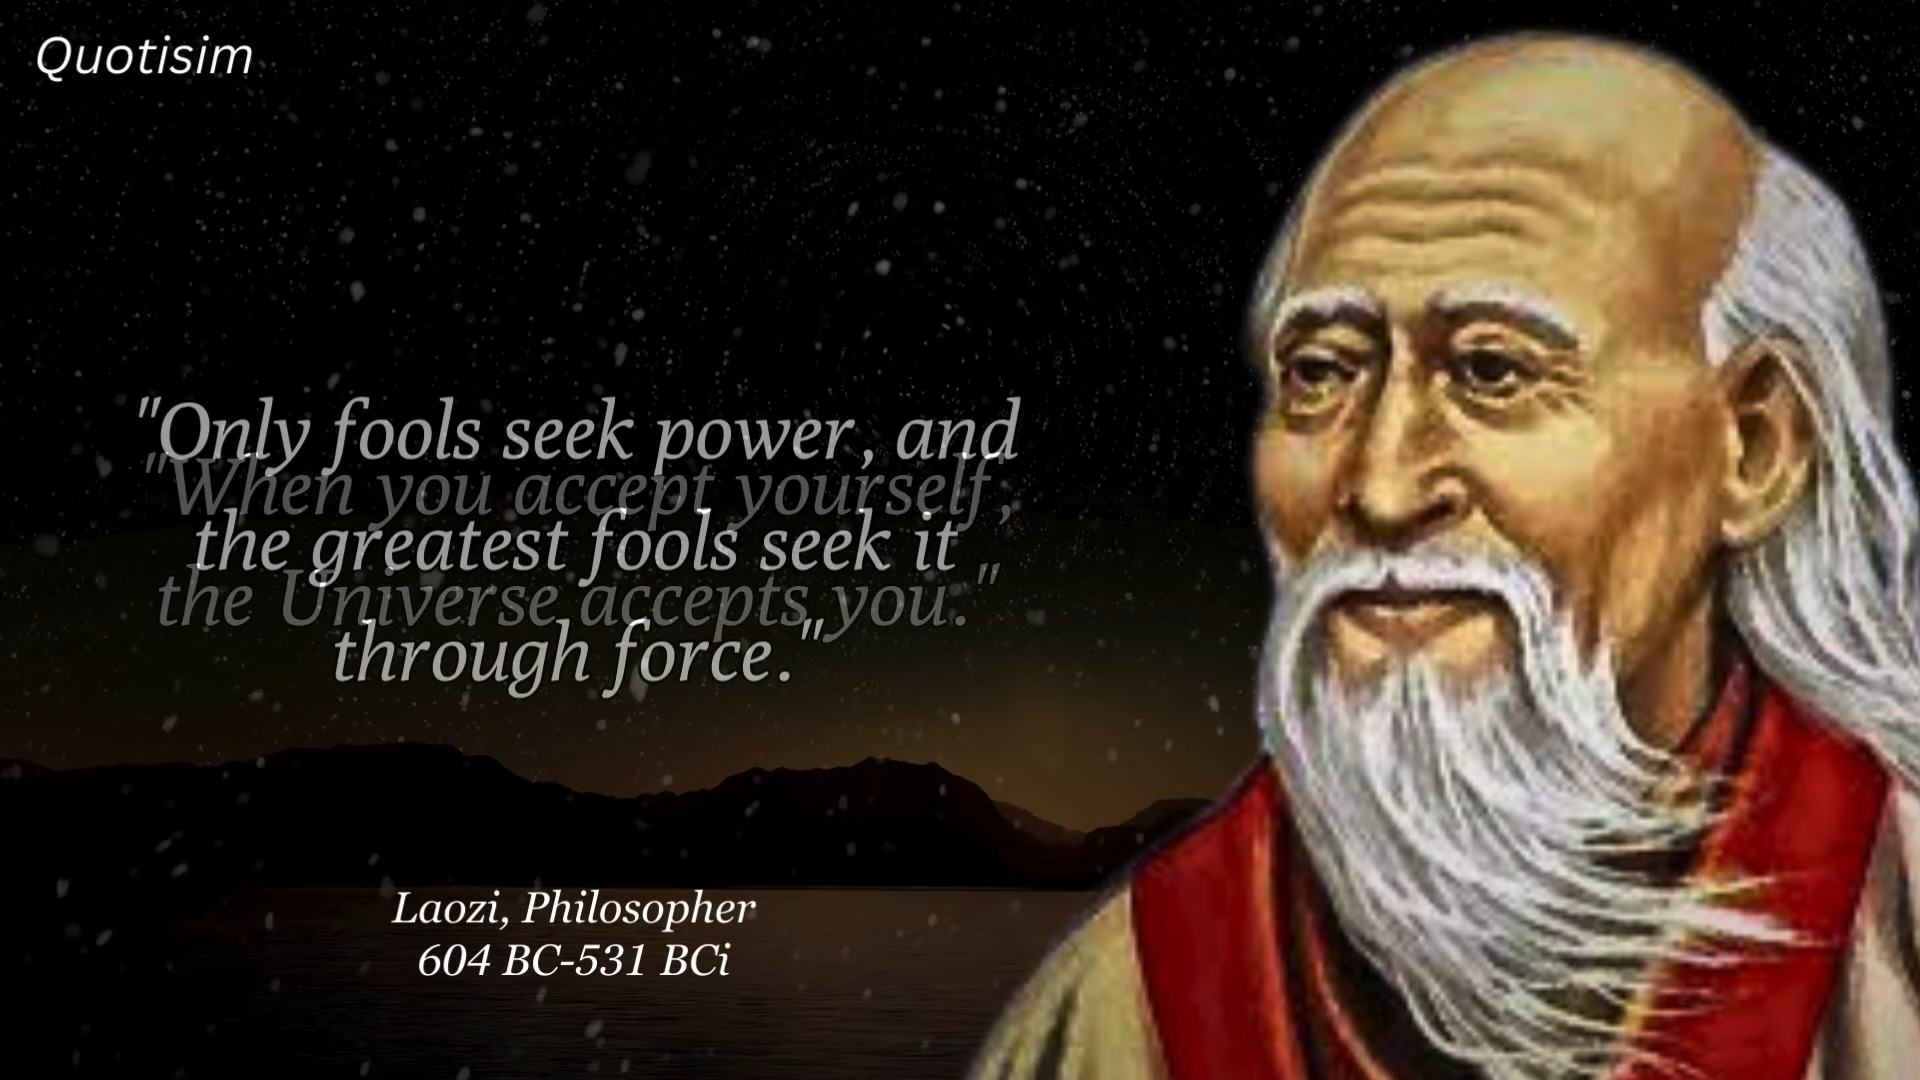 Quotisim
"Only fools seek power, and
"When you accept yourself,
the greatest fools seek it
the Universe accepts you."
through force."
Laozi, Philosopher
604 BC-531 BCi